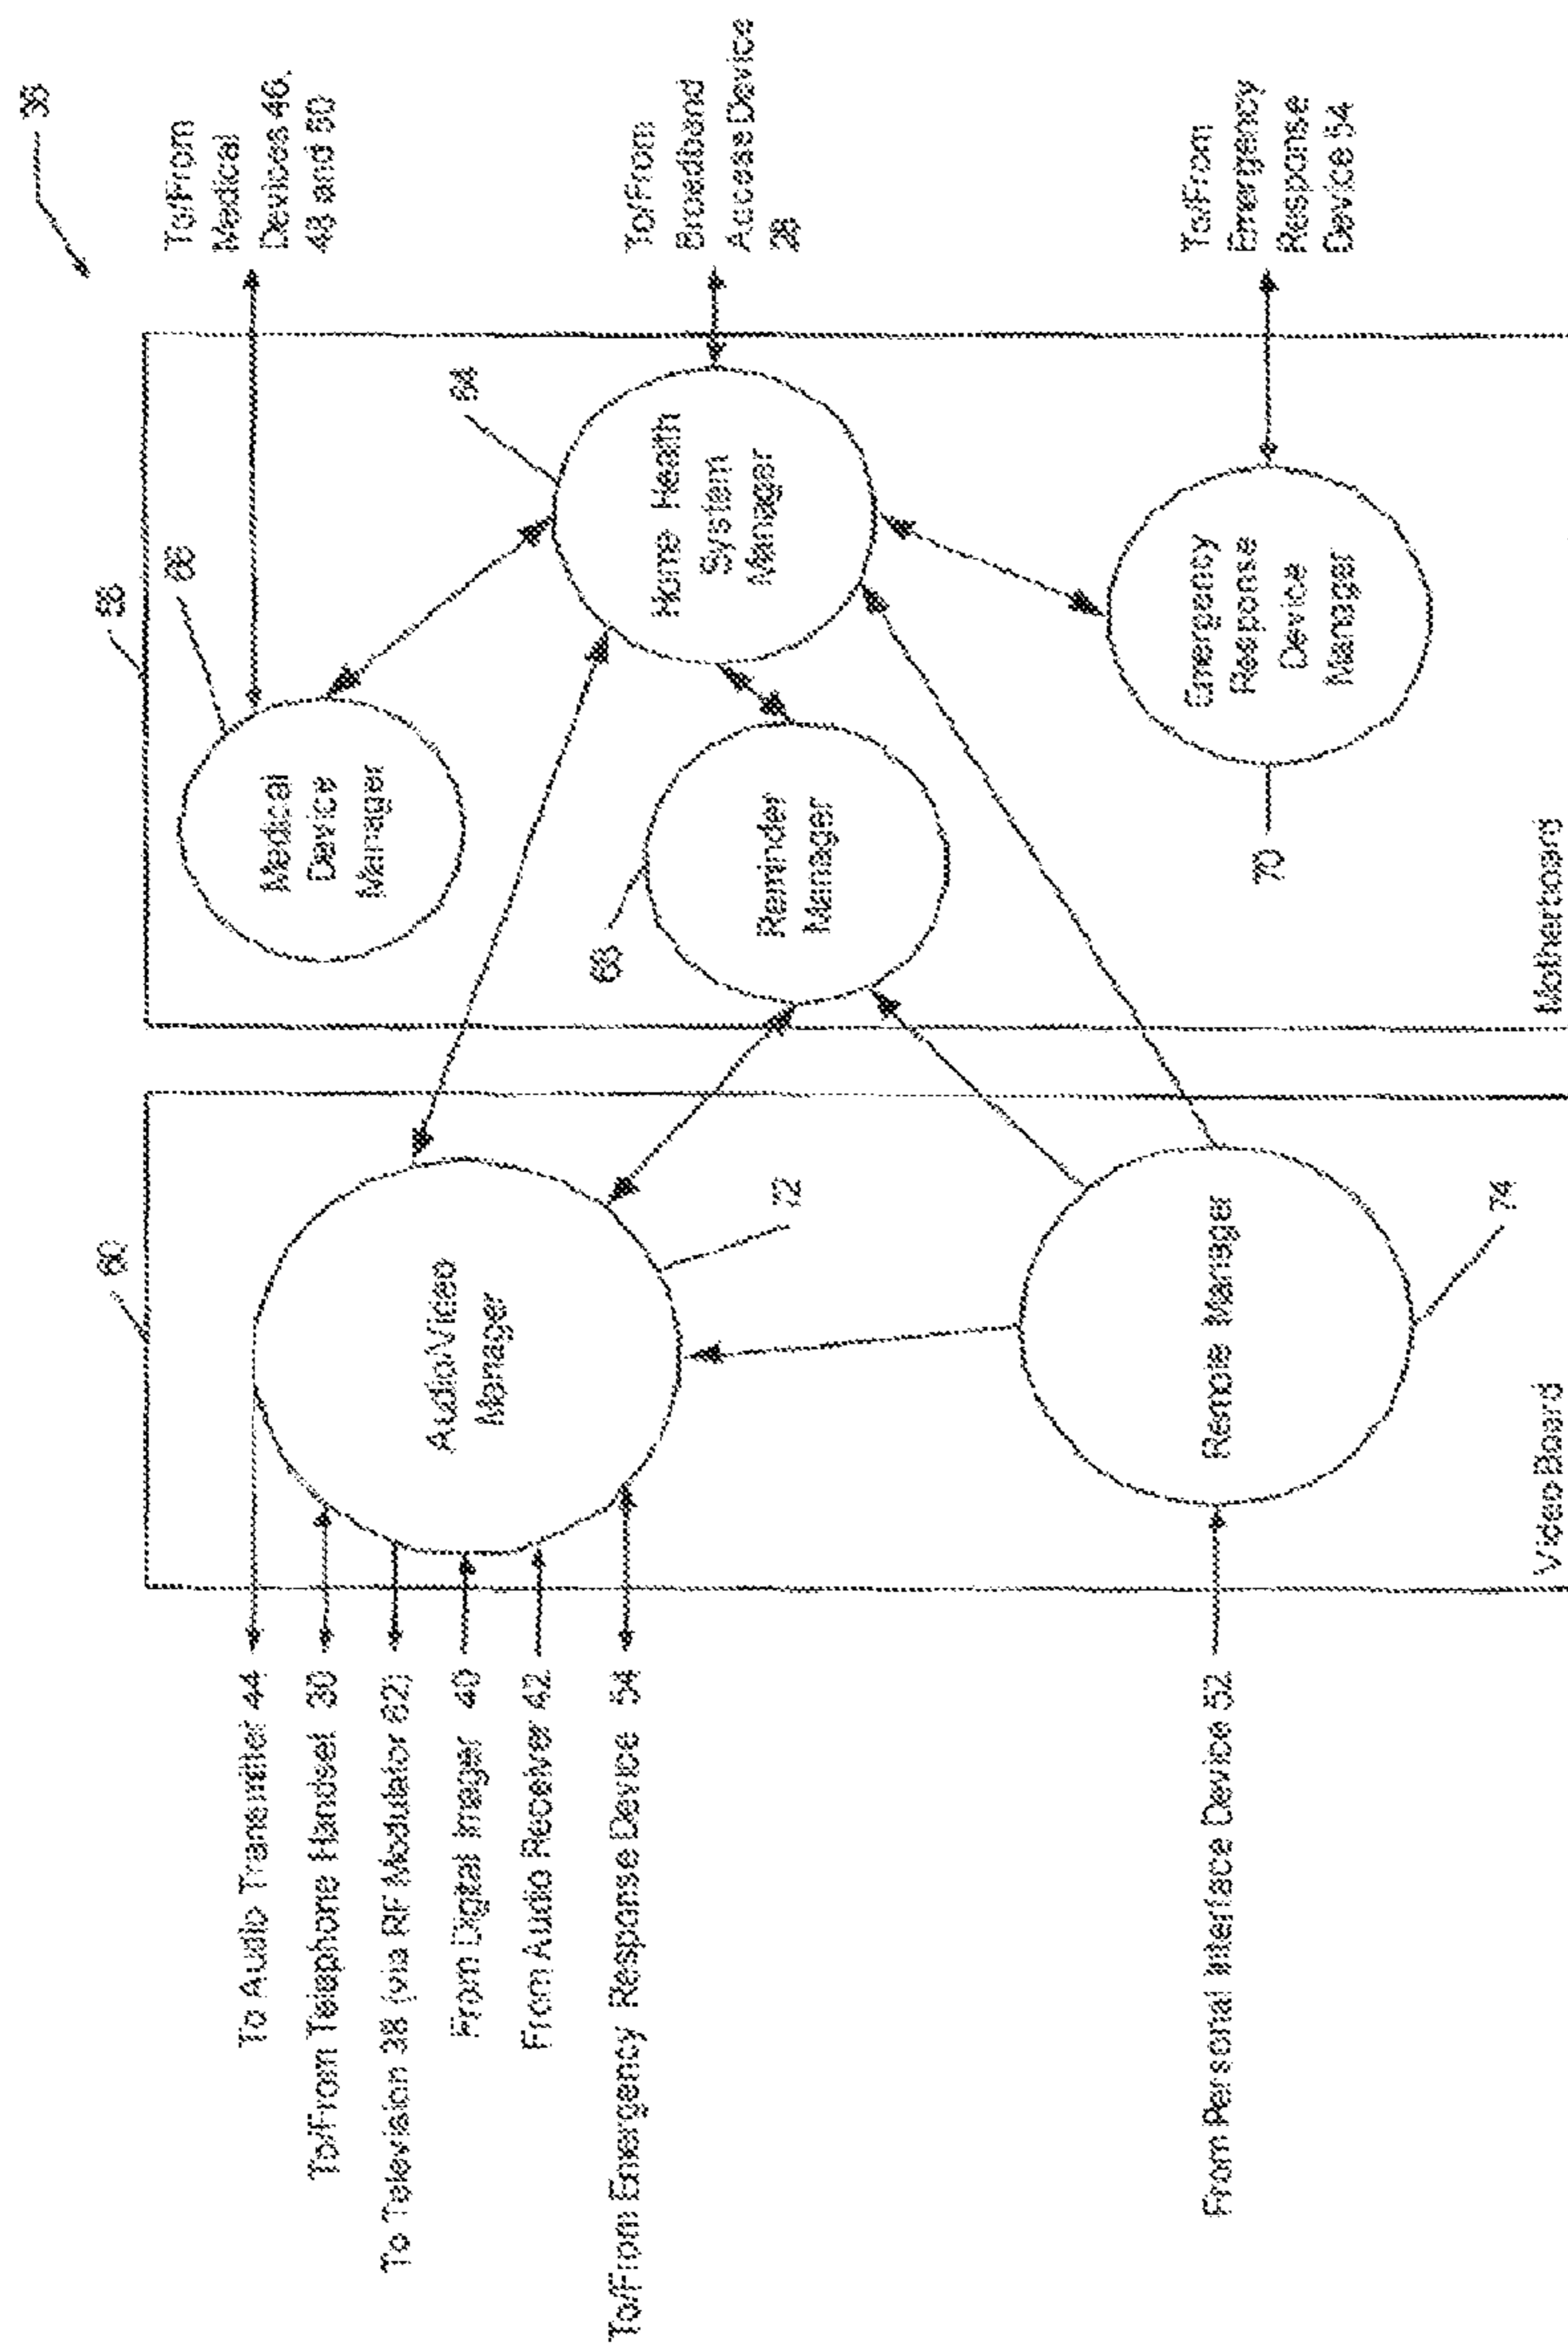 To Audio Transmitter 44
To/From Telephone Handset 30
To Television 38 (via RF Modulator 62)
From Digital Imager 40
From Audio Receiver 42
To/From Emergency Response Device 54
From Personal Interface Device 52
60
Audio/Video
Manager
72
Remote Manager
74
Video Board
58
66
Medical
Device
Manager
64
Home Health
System
Manager
68
Reminder
Manager
Emergency
Response
Device
Manager
70
Motherboard
36
To/From
Medical
Devices 46,
48 and 50
To/From
Broadband
Access Device
28
To/From
Emergency
Response
Device 54